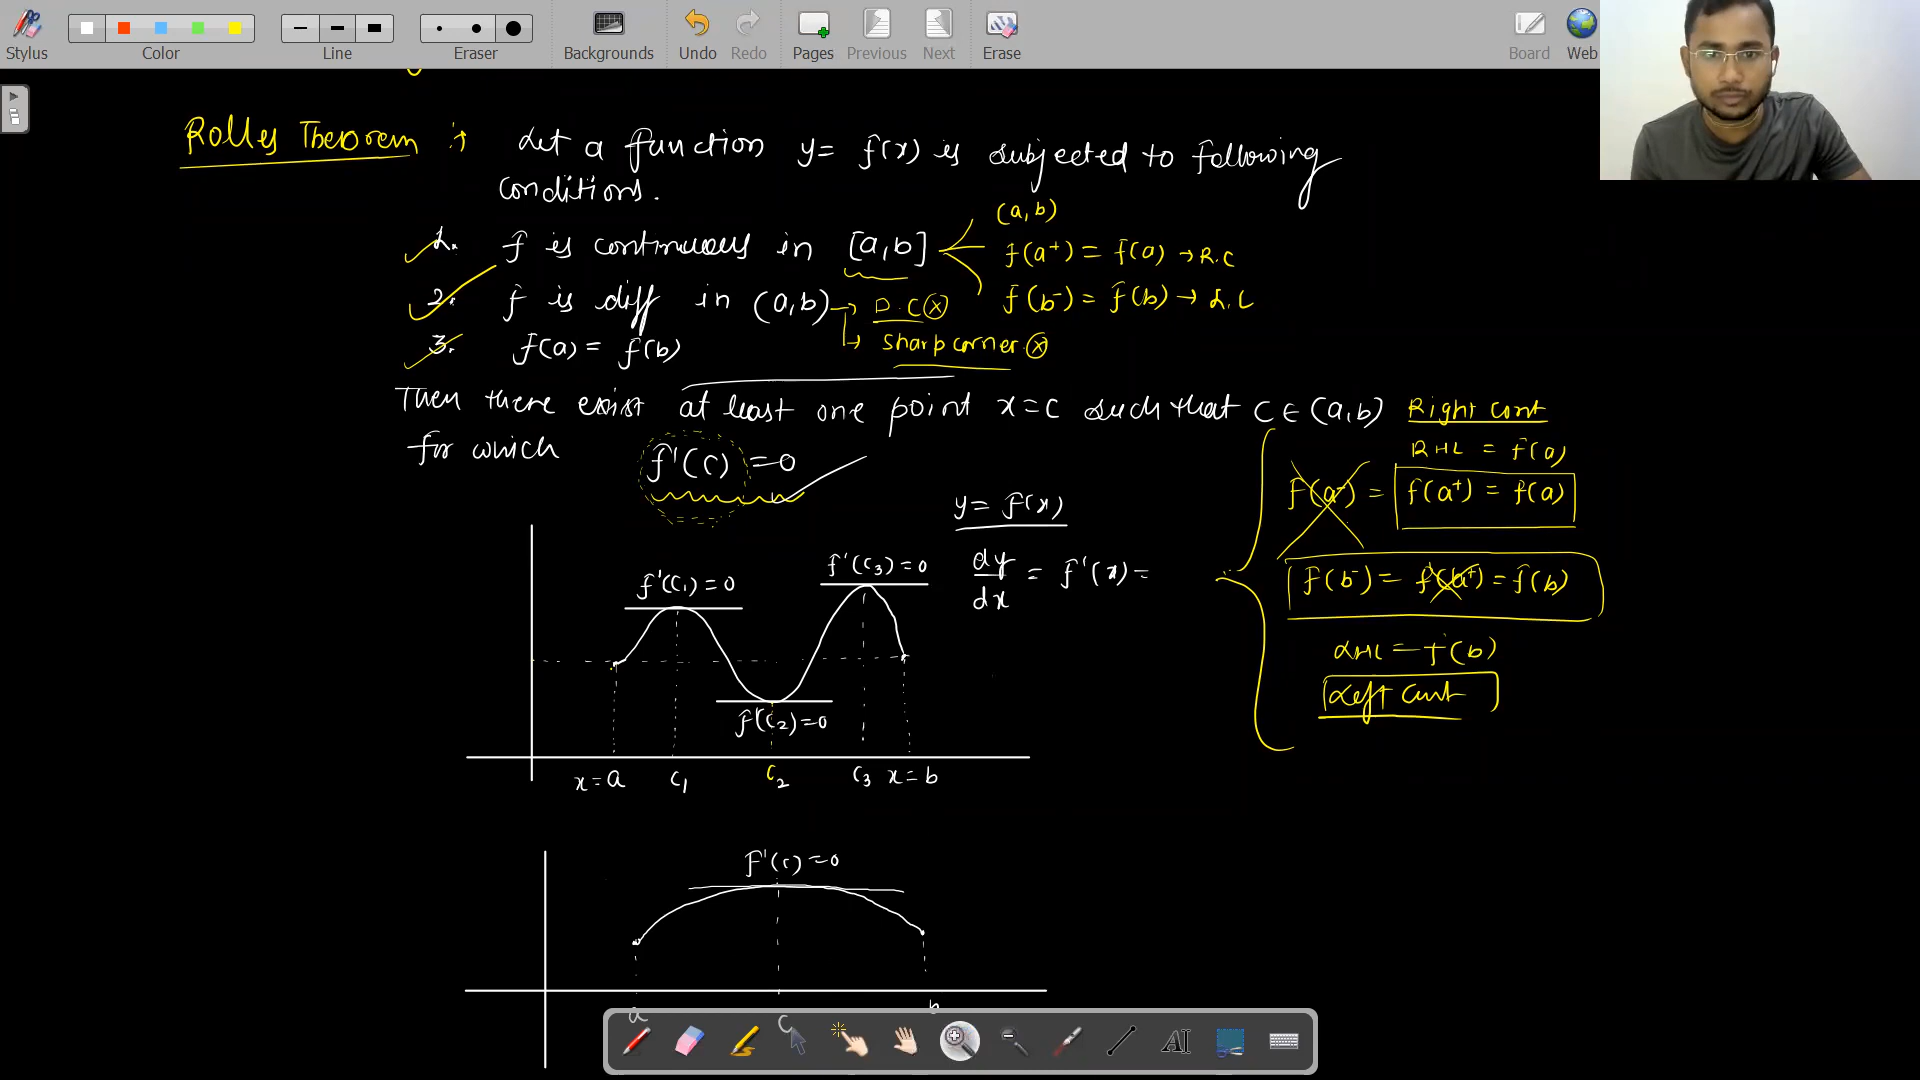 Stylus Color Line Eraser Backgrounds Undo Redo Pages Previous Next Erase Board Web
Rolles Theorem :→ Let a function y = f(x) is subjected to following
conditions.
1. f is continuous in [a,b]
(a,b)
f(a⁺) = f(a) → R.C
f(b⁻) = f(b) → L.C
2. f is diff in (a,b) → D.C ⊗
↳ sharp corner ⊗
3. f(a) = f(b)
Then there exist at least one point x=c such that c ∈ (a,b)
for which f'(c) = 0
Right cont
RHL = f(a)
f(a⁻) = f(a⁺) = f(a)
f(b⁻) = f(b⁺) = f(b)
LHL = f(b)
Left cont
y = f(x)
dy/dx = f'(x) =
f'(c₁)=0
f'(c₃)=0
f'(c₂)=0
x=a c₁ c₂ c₃ x=b
f'(c)=0
a c b
AI